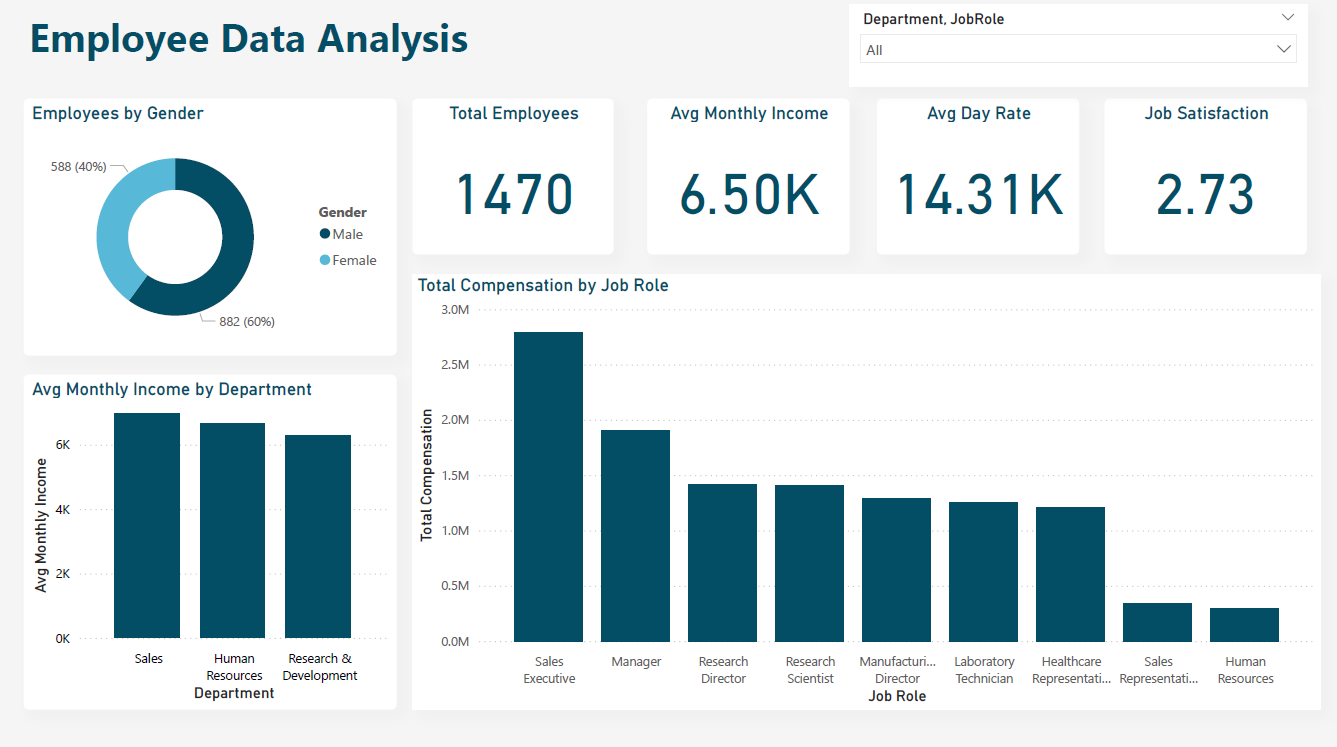 Employee Data Analysis
Department, JobRole
All
Employees by Gender
588 (40%)
882 (60%)
Gender
Male
Female
Total Employees
1470
Avg Monthly Income
6.50K
Avg Day Rate
14.31K
Job Satisfaction
2.73
Avg Monthly Income by Department
Avg Monthly Income
6K
4K
2K
0K
Sales
Human
Resources
Research &
Development
Department
Total Compensation by Job Role
Total Compensation
3.0M
2.5M
2.0M
1.5M
1.0M
0.5M
0.0M
Sales
Executive
Manager
Research
Director
Research
Scientist
Manufacturi...
Director
Laboratory
Technician
Healthcare
Representati...
Sales
Representati...
Human
Resources
Job Role